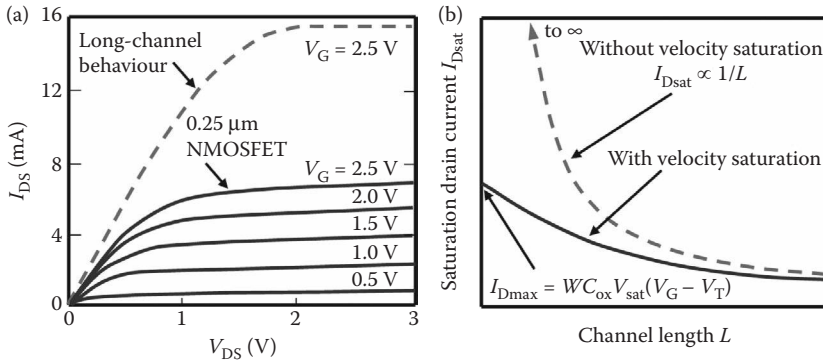 (a)
16
12
8
4
0
I_DS (mA)
0
1
2
3
V_DS (V)
Long-channel
behaviour
V_G = 2.5 V
0.25 μm
NMOSFET
V_G = 2.5 V
2.0 V
1.5 V
1.0 V
0.5 V
(b)
Saturation drain current I_Dsat
to ∞
Without velocity saturation
I_Dsat ∝ 1/L
With velocity saturation
I_Dmax = WC_ox V_sat(V_G – V_T)
Channel length L